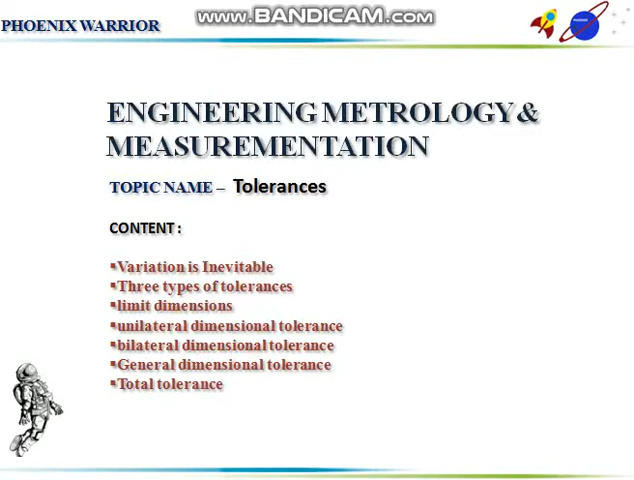 www.BANDICAM.com
PHOENIX WARRIOR
ENGINEERING METROLOGY &
MEASUREMENTATION
TOPIC NAME – Tolerances
CONTENT :
▪Variation is Inevitable
▪Three types of tolerances
▪limit dimensions
▪unilateral dimensional tolerance
▪bilateral dimensional tolerance
▪General dimensional tolerance
▪Total tolerance